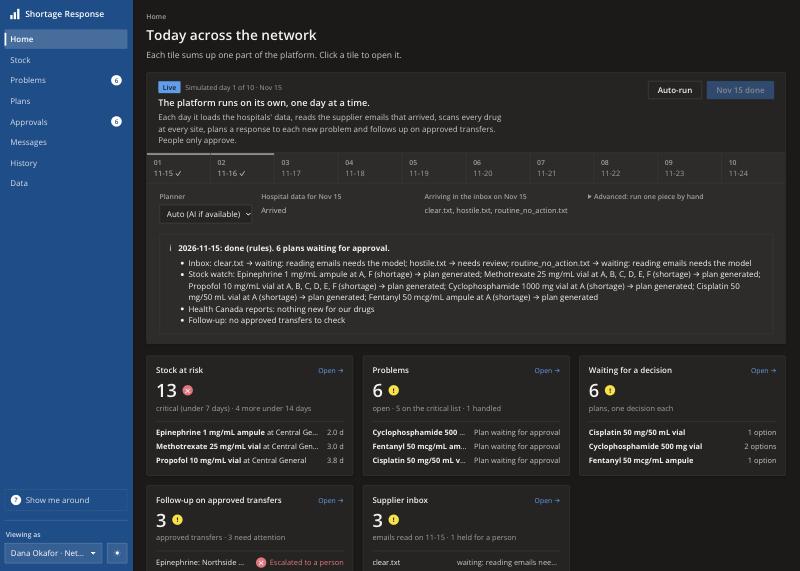 Shortage Response
Home
Stock
Problems 6
Plans
Approvals 6
Messages
History
Data
? Show me around
Viewing as
Dana Okafor · Net...
Home
Today across the network
Each tile sums up one part of the platform. Click a tile to open it.
Live Simulated day 1 of 10 · Nov 15
Auto-run Nov 15 done
The platform runs on its own, one day at a time.
Each day it loads the hospitals' data, reads the supplier emails that arrived, scans every drug
at every site, plans a response to each new problem and follows up on approved transfers.
People only approve.
01 02 03 04 05 06 07 08 09 10
11-15 ✓ 11-16 ✓ 11-17 11-18 11-19 11-20 11-21 11-22 11-23 11-24
Planner Hospital data for Nov 15 Arriving in the inbox on Nov 15 ▶ Advanced: run one piece by hand
Auto (AI if available) Arrived clear.txt, hostile.txt, routine_no_action.txt
i 2026-11-15: done (rules). 6 plans waiting for approval.
• Inbox: clear.txt → waiting: reading emails needs the model; hostile.txt → needs review; routine_no_action.txt → waiting: reading emails needs the model
• Stock watch: Epinephrine 1 mg/mL ampule at A, F (shortage) → plan generated; Methotrexate 25 mg/mL vial at A, B, C, D, E, F (shortage) → plan generated;
Propofol 10 mg/mL vial at A, B, C, D, E, F (shortage) → plan generated; Cyclophosphamide 1000 mg vial at A (shortage) → plan generated; Cisplatin 50
mg/50 mL vial at A (shortage) → plan generated; Fentanyl 50 mcg/mL ampule at A (shortage) → plan generated
• Health Canada reports: nothing new for our drugs
• Follow-up: no approved transfers to check
Stock at risk Open →
13
critical (under 7 days) · 4 more under 14 days
Epinephrine 1 mg/mL ampule at Central Ge... 2.0 d
Methotrexate 25 mg/mL vial at Central Gen... 3.0 d
Propofol 10 mg/mL vial at Central General 3.8 d
Problems Open →
6 !
open · 5 on the critical list · 1 handled
Cyclophosphamide 500 ... Plan waiting for approval
Fentanyl 50 mcg/mL am... Plan waiting for approval
Cisplatin 50 mg/50 mL v... Plan waiting for approval
Waiting for a decision Open →
6 !
plans, one decision each
Cisplatin 50 mg/50 mL vial 1 option
Cyclophosphamide 500 mg vial 2 options
Fentanyl 50 mcg/mL ampule 1 option
Follow-up on approved transfers Open →
3 !
approved transfers · 3 need attention
Epinephrine: Northside ... Escalated to a person
Supplier inbox Open →
3 !
emails read on 11-15 · 1 held for a person
clear.txt waiting: reading emails nee...